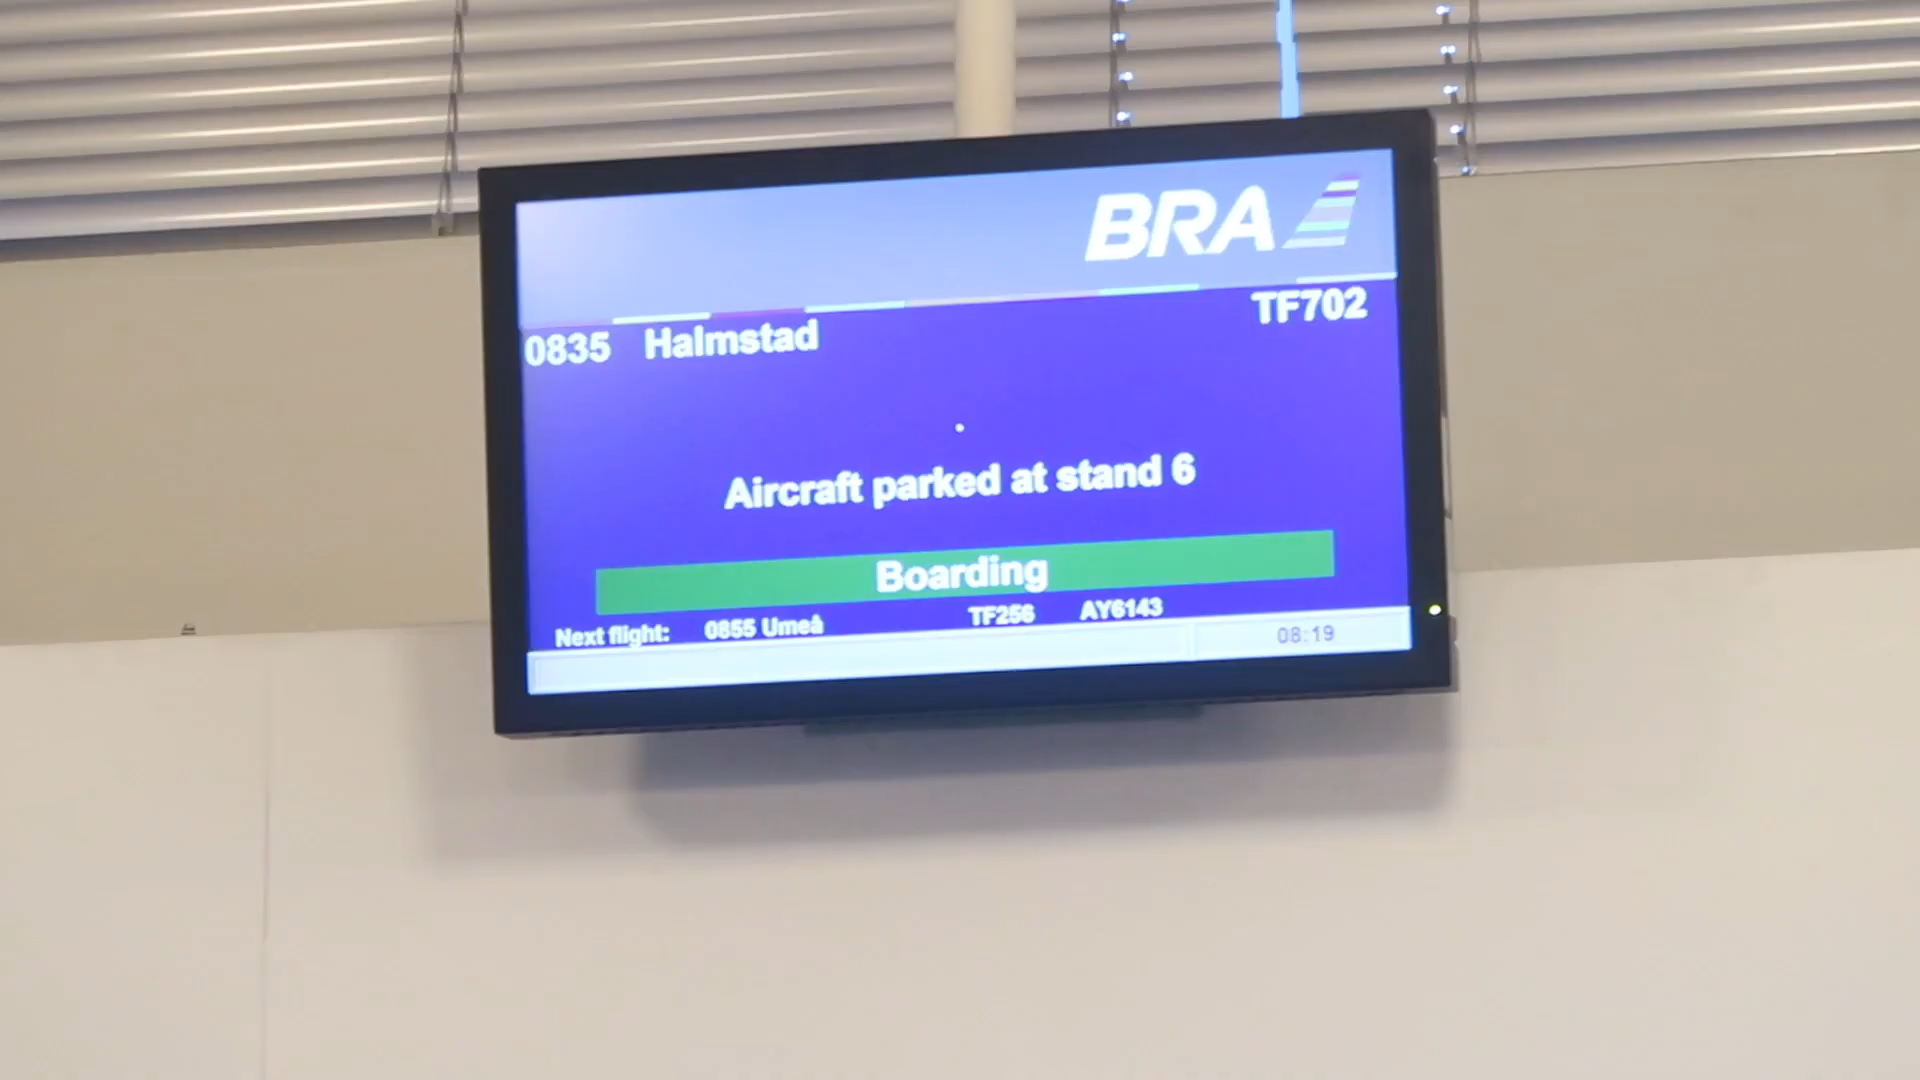 BRA
0835 Halmstad TF702
Aircraft parked at stand 6
Boarding
Next flight: 0855 Umeå TF256 AY6143
08:19